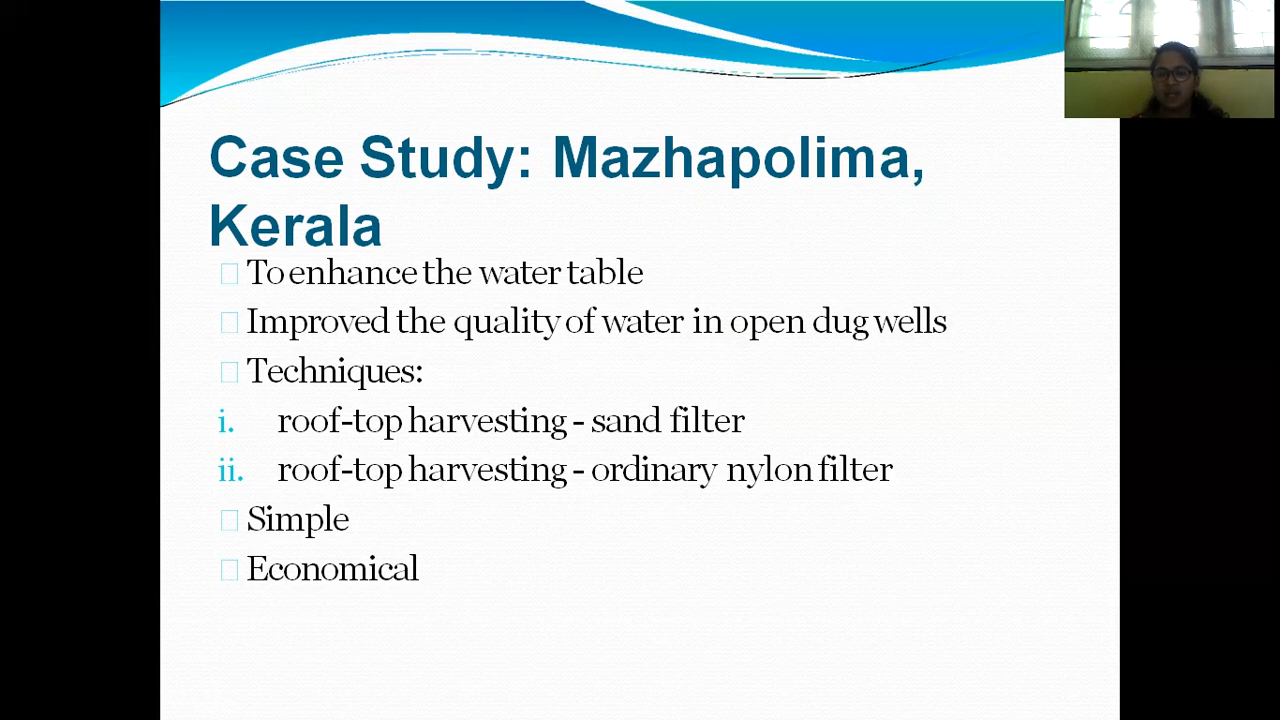 Case Study: Mazhapolima,
Kerala
To enhance the water table
Improved the quality of water in open dug wells
Techniques:
i. roof-top harvesting - sand filter
ii. roof-top harvesting - ordinary nylon filter
Simple
Economical